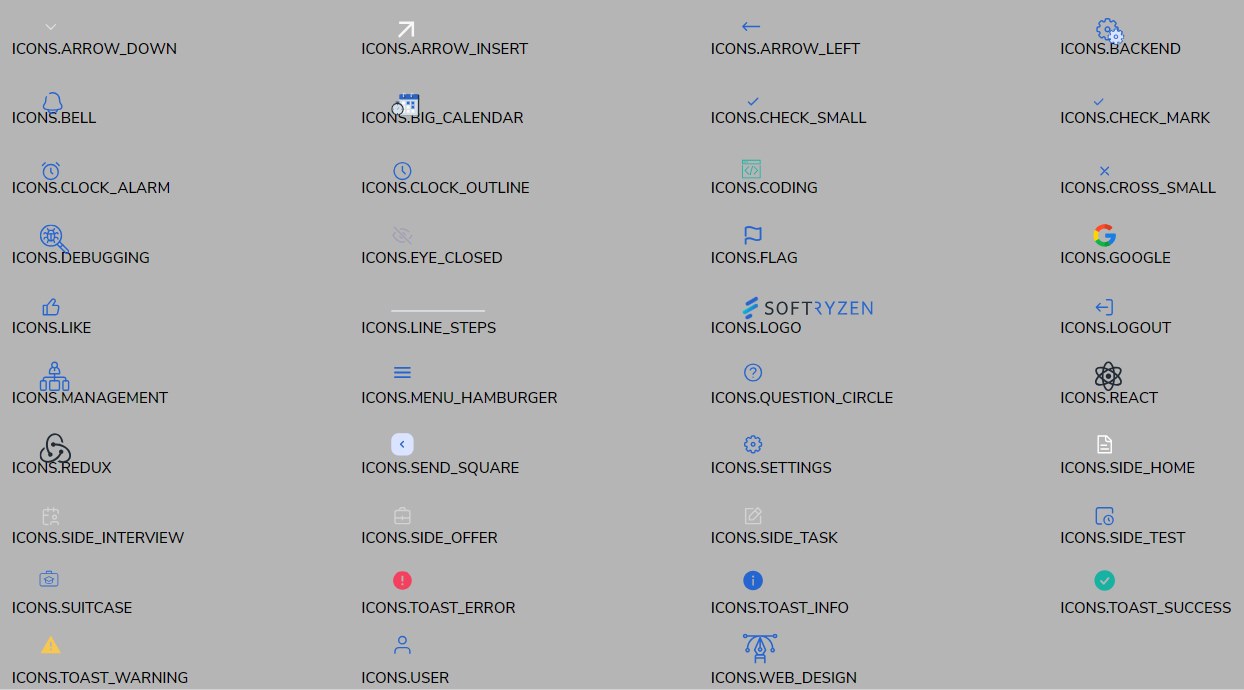 ICONS.ARROW_DOWN
ICONS.ARROW_INSERT
ICONS.ARROW_LEFT
ICONS.BACKEND
ICONS.BELL
ICONS.BIG_CALENDAR
ICONS.CHECK_SMALL
ICONS.CHECK_MARK
ICONS.CLOCK_ALARM
ICONS.CLOCK_OUTLINE
ICONS.CODING
ICONS.CROSS_SMALL
ICONS.DEBUGGING
ICONS.EYE_CLOSED
ICONS.FLAG
ICONS.GOOGLE
SOFTRYZEN
ICONS.LIKE
ICONS.LINE_STEPS
ICONS.LOGO
ICONS.LOGOUT
ICONS.MANAGEMENT
ICONS.MENU_HAMBURGER
ICONS.QUESTION_CIRCLE
ICONS.REACT
ICONS.REDUX
ICONS.SEND_SQUARE
ICONS.SETTINGS
ICONS.SIDE_HOME
ICONS.SIDE_INTERVIEW
ICONS.SIDE_OFFER
ICONS.SIDE_TASK
ICONS.SIDE_TEST
ICONS.SUITCASE
ICONS.TOAST_ERROR
ICONS.TOAST_INFO
ICONS.TOAST_SUCCESS
ICONS.TOAST_WARNING
ICONS.USER
ICONS.WEB_DESIGN